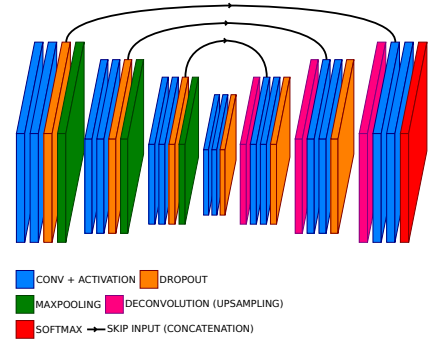 CONV + ACTIVATION DROPOUT
MAXPOOLING DECONVOLUTION (UPSAMPLING)
SOFTMAX SKIP INPUT (CONCATENATION)